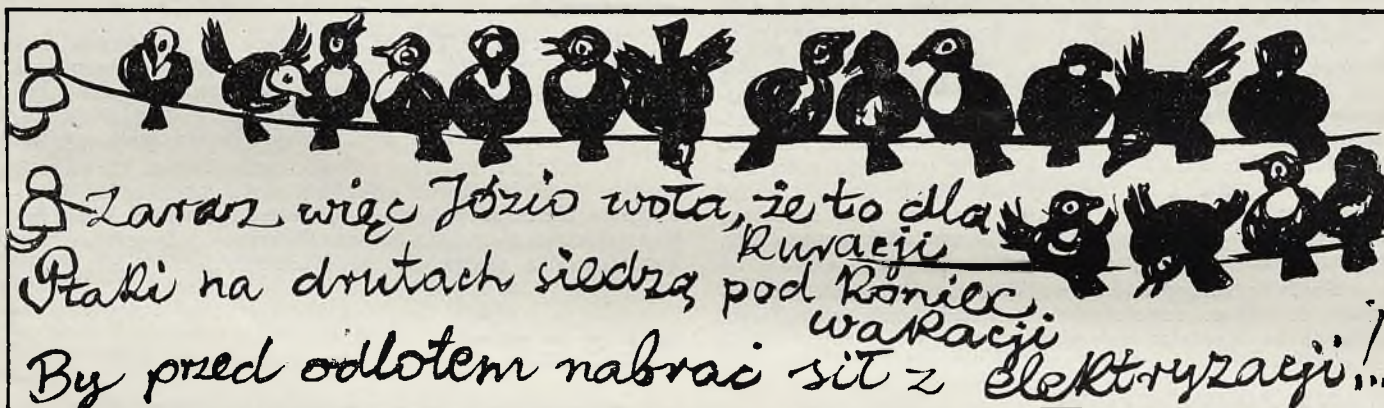 Zaraz więc Józio woła, że to dla
kuracji
Ptaki na drutach siedzą pod koniec
wakacji
By przed odlotem nabrać sił z elektryzacji!...